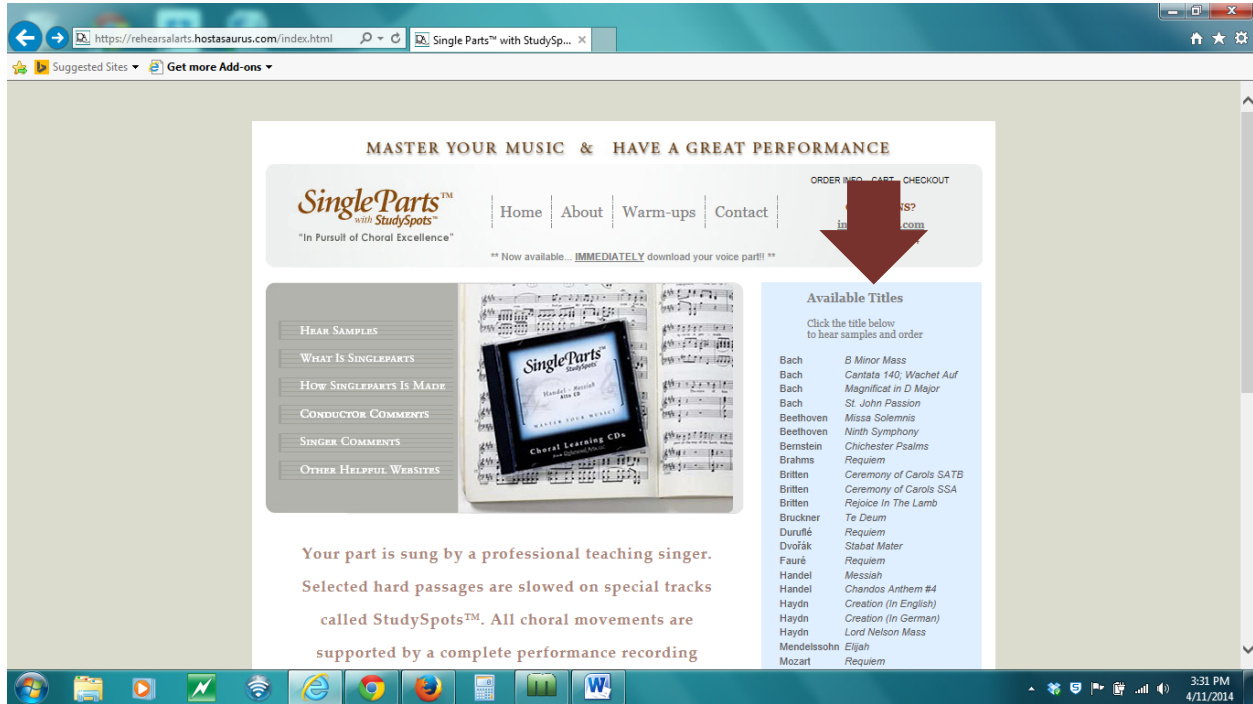 https://rehearsalarts.hostasaurus.com/index.html
Single Parts™ with StudySp...
Suggested Sites
Get more Add-ons
MASTER YOUR MUSIC & HAVE A GREAT PERFORMANCE
ORDER INFO CART CHECKOUT
SingleParts™
with StudySpots™
"In Pursuit of Choral Excellence"
Home About Warm-ups Contact
** Now available... IMMEDIATELY download your voice part!! **
Hear Samples
What Is Singleparts
How Singleparts Is Made
Conductor Comments
Singer Comments
Other Helpful Websites
SingleParts™
StudySpots™
Handel - Messiah
Alto CD
MASTER YOUR MUSIC!
Choral Learning CDs
Your part is sung by a professional teaching singer.
Selected hard passages are slowed on special tracks
called StudySpots™. All choral movements are
supported by a complete performance recording
Available Titles
Click the title below
to hear samples and order
Bach B Minor Mass
Bach Cantata 140; Wachet Auf
Bach Magnificat in D Major
Bach St. John Passion
Beethoven Missa Solemnis
Beethoven Ninth Symphony
Bernstein Chichester Psalms
Brahms Requiem
Britten Ceremony of Carols SATB
Britten Ceremony of Carols SSA
Britten Rejoice In The Lamb
Bruckner Te Deum
Duruflé Requiem
Dvořák Stabat Mater
Fauré Requiem
Handel Messiah
Handel Chandos Anthem #4
Haydn Creation (In English)
Haydn Creation (In German)
Haydn Lord Nelson Mass
Mendelssohn Elijah
Mozart Requiem
3:31 PM
4/11/2014